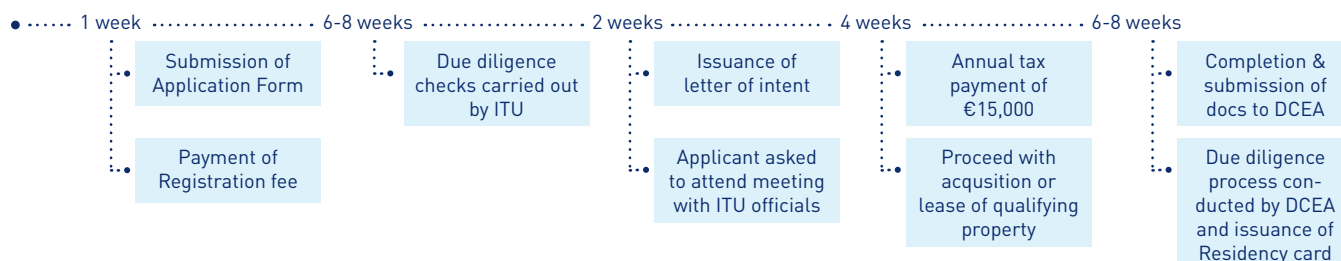 1 week
6-8 weeks
2 weeks
4 weeks
6-8 weeks
Submission of
Application Form
Payment of
Registration fee
Due diligence
checks carried out
by ITU
Issuance of
letter of intent
Applicant asked
to attend meeting
with ITU officials
Annual tax
payment of
€15,000
Proceed with
acqusition or
lease of qualifying
property
Completion &
submission of
docs to DCEA
Due diligence
process con-
ducted by DCEA
and issuance of
Residency card